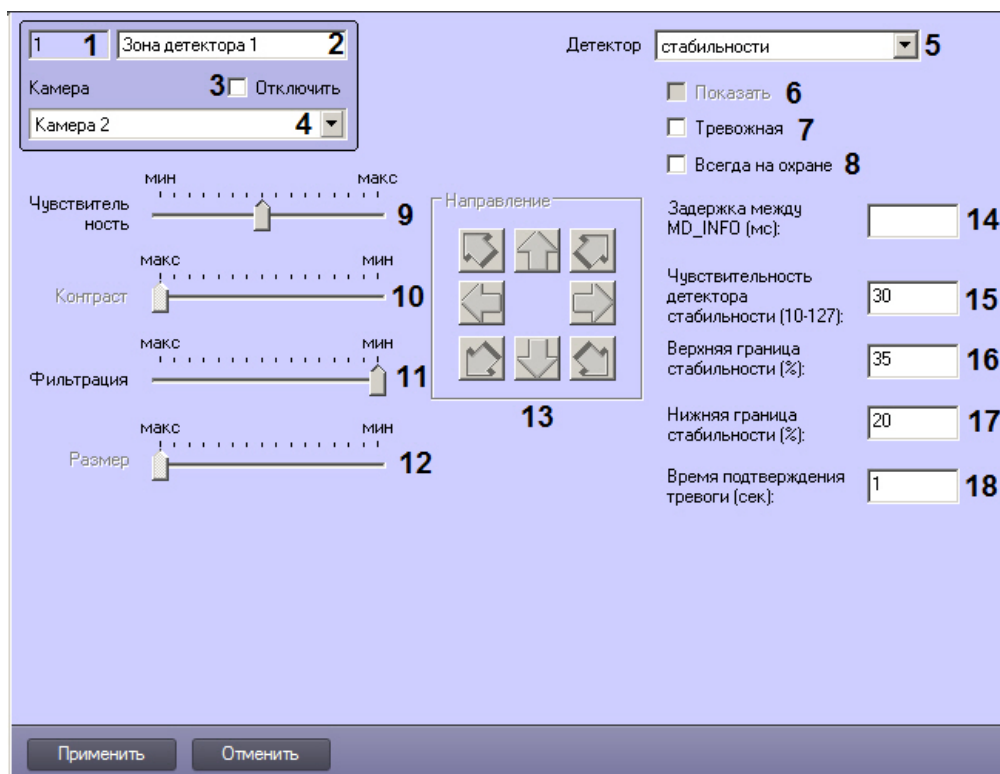 1 1 Зона детектора 1 2
Детектор стабильности 5
Камера 3 Отключить
Камера 2 4
Показать 6
Тревожная 7
Всегда на охране 8
мин макс
Чувствитель
ность 9
макс мин
Контраст 10
макс мин
Фильтрация 11
макс мин
Размер 12
Направление
13
Задержка между
MD_INFO (мс): 14
Чувствительность
детектора
стабильности (10-127): 30 15
Верхняя граница
стабильности (%): 35 16
Нижняя граница
стабильности (%): 20 17
Время подтверждения
тревоги (сек): 1 18
Применить Отменить